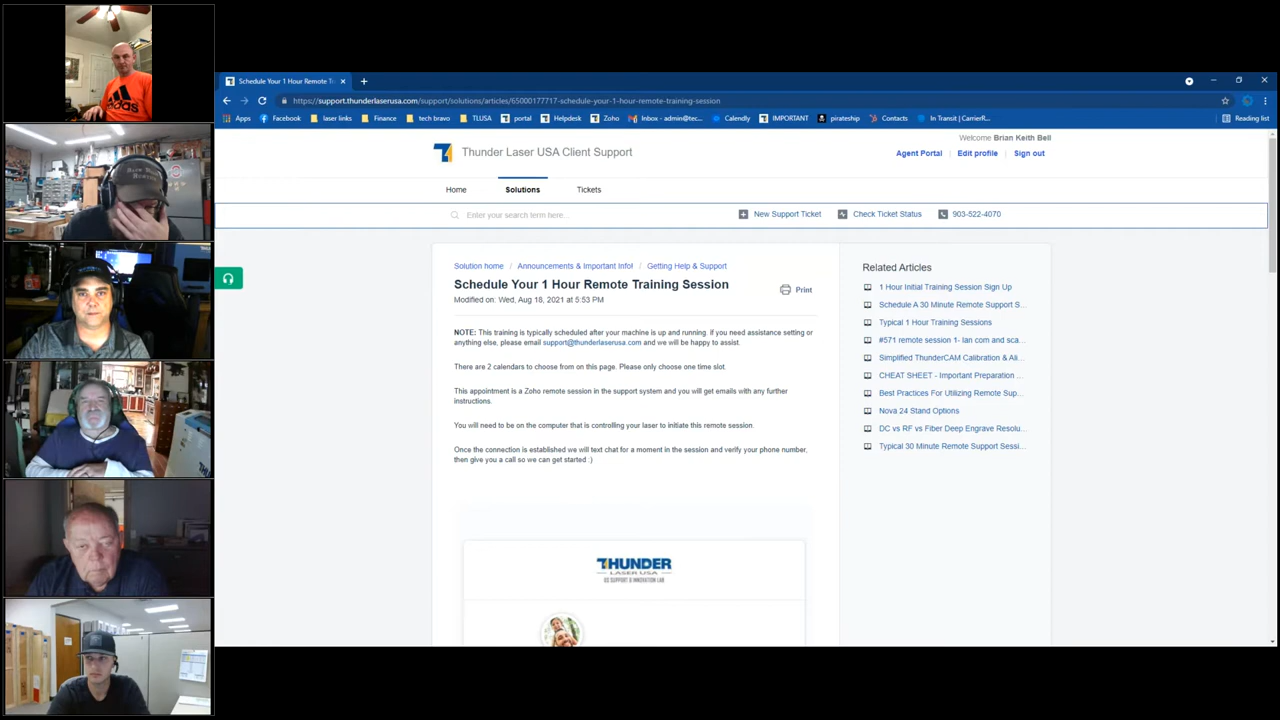 Schedule Your 1 Hour Remote Tr
https://support.thunderlaserusa.com/support/solutions/articles/65000177717-schedule-your-1-hour-remote-training-session
Apps Facebook laser links Finance tech bravo TLUSA portal Helpdesk Zoho Inbox - admin@tec... Calendly IMPORTANT pirateship Contacts In Transit | CarrierR... Reading list
Welcome Brian Keith Bell
Thunder Laser USA Client Support
Agent Portal Edit profile Sign out
Home Solutions Tickets
Enter your search term here...
New Support Ticket Check Ticket Status 903-522-4070
Solution home / Announcements & Important Info! / Getting Help & Support
Schedule Your 1 Hour Remote Training Session
Print
Modified on: Wed, Aug 18, 2021 at 5:53 PM
NOTE: This training is typically scheduled after your machine is up and running. if you need assistance setting or
anything else, please email support@thunderlaserusa.com and we will be happy to assist.
There are 2 calendars to choose from on this page. Please only choose one time slot.
This appointment is a Zoho remote session in the support system and you will get emails with any further
instructions.
You will need to be on the computer that is controlling your laser to initiate this remote session.
Once the connection is established we will text chat for a moment in the session and verify your phone number,
then give you a call so we can get started :)
THUNDER
LASER USA
US SUPPORT & INNOVATION LAB
Related Articles
1 Hour Initial Training Session Sign Up
Schedule A 30 Minute Remote Support S...
Typical 1 Hour Training Sessions
#571 remote session 1- lan com and sca...
Simplified ThunderCAM Calibration & Ali...
CHEAT SHEET - Important Preparation ...
Best Practices For Utilizing Remote Sup...
Nova 24 Stand Options
DC vs RF vs Fiber Deep Engrave Resolu...
Typical 30 Minute Remote Support Sessi...
adidas